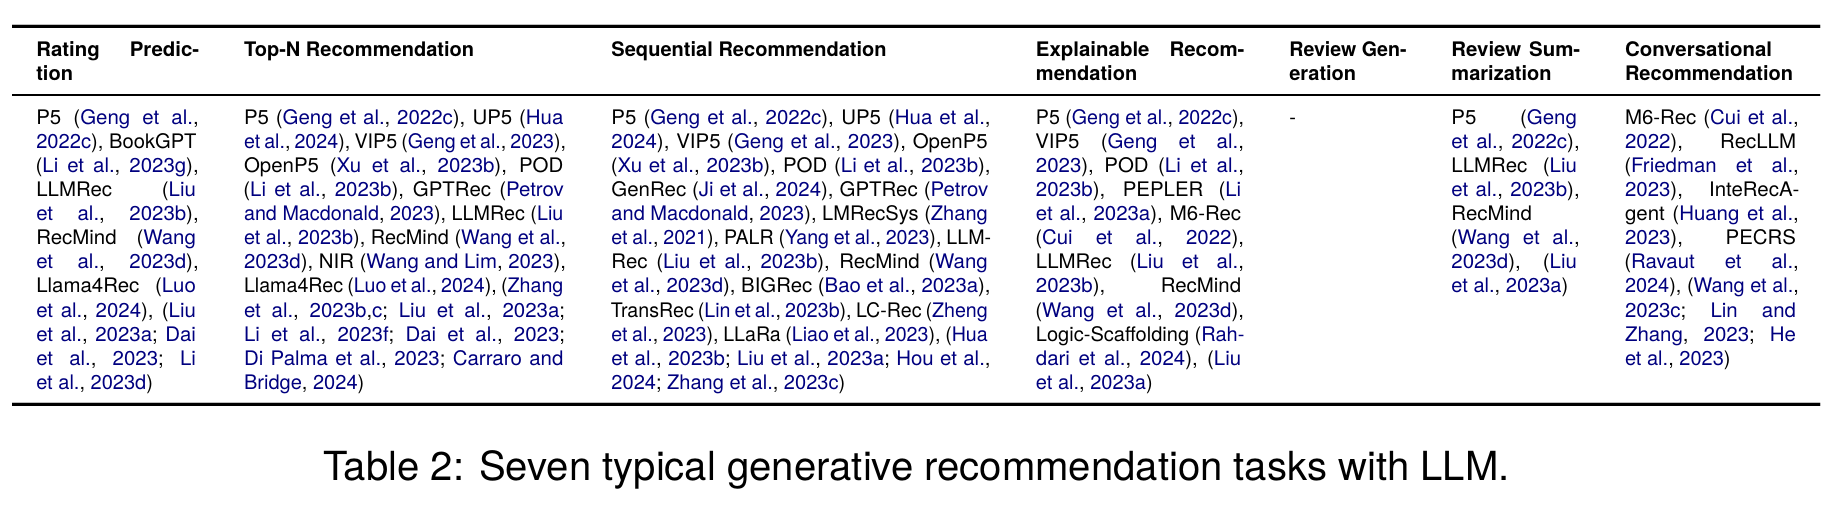 Rating Predic-
tion
P5 (Geng et al.,
2022c), BookGPT
(Li et al., 2023g),
LLMRec (Liu
et al., 2023b),
RecMind (Wang
et al., 2023d),
Llama4Rec (Luo
et al., 2024), (Liu
et al., 2023a; Dai
et al., 2023; Li
et al., 2023d)
Top-N Recommendation
P5 (Geng et al., 2022c), UP5 (Hua
et al., 2024), VIP5 (Geng et al., 2023),
OpenP5 (Xu et al., 2023b), POD
(Li et al., 2023b), GPTRec (Petrov
and Macdonald, 2023), LLMRec (Liu
et al., 2023b), RecMind (Wang et al.,
2023d), NIR (Wang and Lim, 2023),
Llama4Rec (Luo et al., 2024), (Zhang
et al., 2023b,c; Liu et al., 2023a;
Li et al., 2023f; Dai et al., 2023;
Di Palma et al., 2023; Carraro and
Bridge, 2024)
Sequential Recommendation
P5 (Geng et al., 2022c), UP5 (Hua et al.,
2024), VIP5 (Geng et al., 2023), OpenP5
(Xu et al., 2023b), POD (Li et al., 2023b),
GenRec (Ji et al., 2024), GPTRec (Petrov
and Macdonald, 2023), LMRecSys (Zhang
et al., 2021), PALR (Yang et al., 2023), LLM-
Rec (Liu et al., 2023b), RecMind (Wang
et al., 2023d), BIGRec (Bao et al., 2023a),
TransRec (Lin et al., 2023b), LC-Rec (Zheng
et al., 2023), LLaRa (Liao et al., 2023), (Hua
et al., 2023b; Liu et al., 2023a; Hou et al.,
2024; Zhang et al., 2023c)
Explainable Recom-
mendation
P5 (Geng et al., 2022c),
VIP5 (Geng et al.,
2023), POD (Li et al.,
2023b), PEPLER (Li
et al., 2023a), M6-Rec
(Cui et al., 2022),
LLMRec (Liu et al.,
2023b), RecMind
(Wang et al., 2023d),
Logic-Scaffolding (Rah-
dari et al., 2024), (Liu
et al., 2023a)
Review Gen-
eration
-
Review Sum-
marization
P5 (Geng
et al., 2022c),
LLMRec (Liu
et al., 2023b),
RecMind
(Wang et al.,
2023d), (Liu
et al., 2023a)
Conversational
Recommendation
M6-Rec (Cui et al.,
2022), RecLLM
(Friedman et al.,
2023), InteRecA-
gent (Huang et al.,
2023), PECRS
(Ravaut et al.,
2024), (Wang et al.,
2023c; Lin and
Zhang, 2023; He
et al., 2023)
Table 2: Seven typical generative recommendation tasks with LLM.